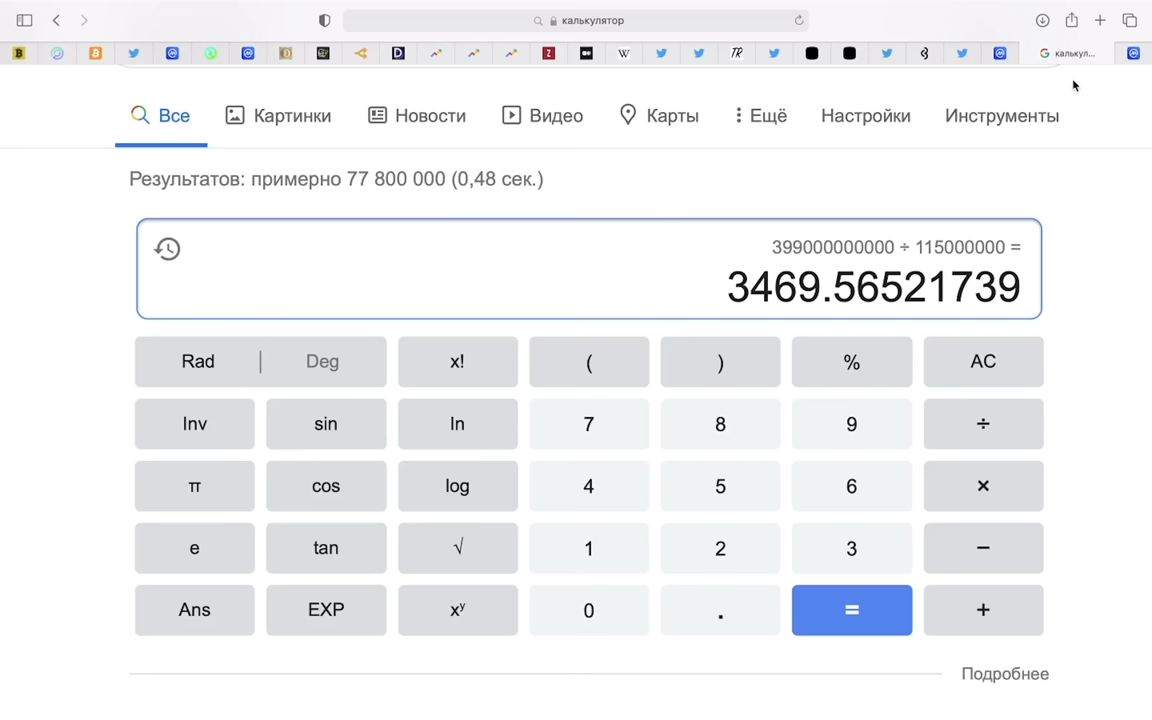 калькулятор
калькул...
Все Картинки Новости Видео Карты Ещё Настройки Инструменты
Результатов: примерно 77 800 000 (0,48 сек.)
399000000000 ÷ 115000000 =
3469.56521739
Rad | Deg x! ( ) % AC
Inv sin ln 7 8 9 ÷
π cos log 4 5 6 ×
e tan √ 1 2 3 −
Ans EXP xʸ 0 . = +
Подробнее